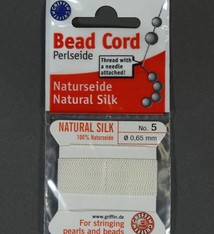 Bead Cord
Perlseide
Thread with
a needle
attached!
Naturseide
Natural Silk
NATURAL SILK
100% Naturseide
No. 5
Ø 0,65 mm
www.griffin.de
For stringing
pearls and beads